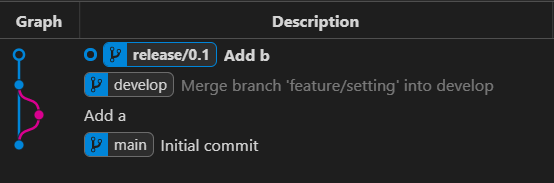 Graph Description
release/0.1 Add b
develop Merge branch 'feature/setting' into develop
Add a
main Initial commit